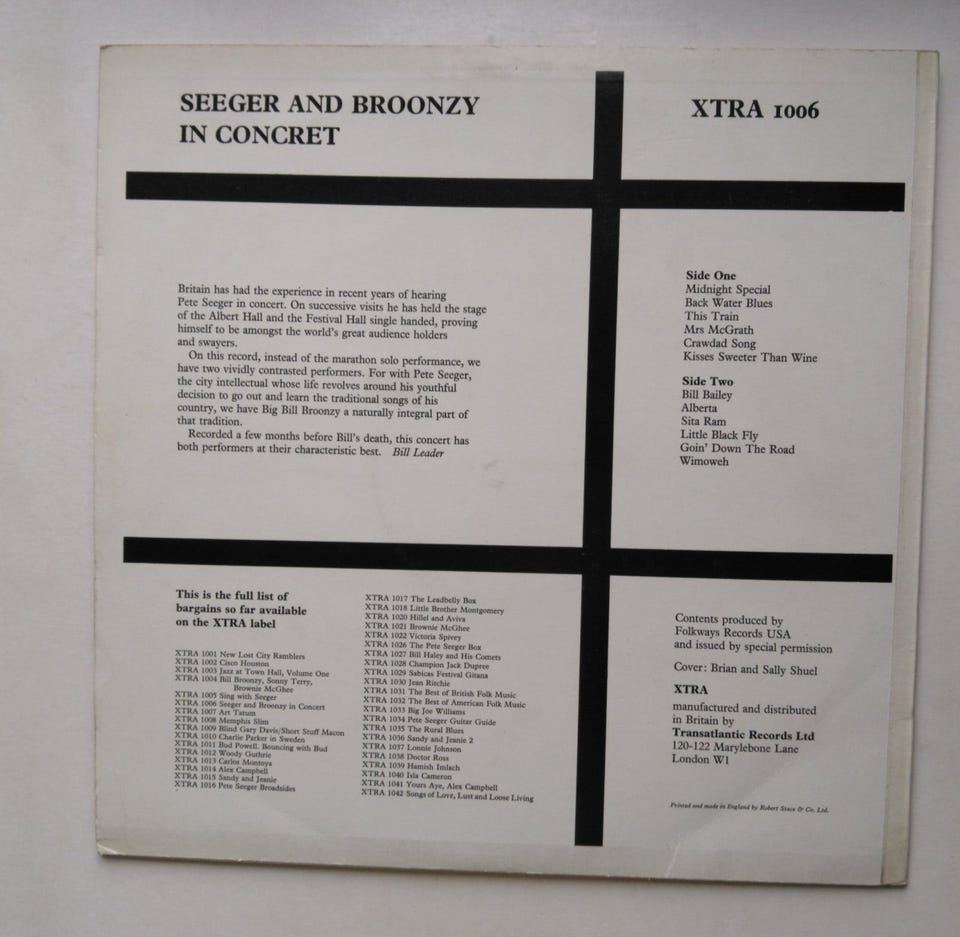 SEEGER AND BROONZY
IN CONCRET
XTRA 1006
Britain has had the experience in recent years of hearing
Pete Seeger in concert. On successive visits he has held the stage
of the Albert Hall and the Festival Hall single handed, proving
himself to be amongst the world's great audience holders
and swayers.
On this record, instead of the marathon solo performance, we
have two vividly contrasted performers. For with Pete Seeger,
the city intellectual whose life revolves around his youthful
decision to go out and learn the traditional songs of his
country, we have Big Bill Broonzy a naturally integral part of
that tradition.
Recorded a few months before Bill's death, this concert has
both performers at their characteristic best. Bill Leader
Side One
Midnight Special
Back Water Blues
This Train
Mrs McGrath
Crawdad Song
Kisses Sweeter Than Wine
Side Two
Bill Bailey
Alberta
Sita Ram
Little Black Fly
Goin' Down The Road
Wimoweh
This is the full list of
bargains so far available
on the XTRA label
XTRA 1001 New Lost City Ramblers
XTRA 1002 Cisco Houston
XTRA 1003 Jazz at Town Hall, Volume One
XTRA 1004 Bill Broonzy, Sonny Terry,
Brownie McGhee
XTRA 1005 Sing with Seeger
XTRA 1006 Seeger and Broonzy in Concert
XTRA 1007 Art Tatum
XTRA 1008 Memphis Slim
XTRA 1009 Blind Gary Davis/Short Stuff Macon
XTRA 1010 Charlie Parker in Sweden
XTRA 1011 Bud Powell. Bouncing with Bud
XTRA 1012 Woody Guthrie
XTRA 1013 Carlos Montoya
XTRA 1014 Alex Campbell
XTRA 1015 Sandy and Jeanie
XTRA 1016 Pete Seeger Broadsides
XTRA 1017 The Leadbelly Box
XTRA 1018 Little Brother Montgomery
XTRA 1020 Hillel and Aviva
XTRA 1021 Brownie McGhee
XTRA 1022 Victoria Spivey
XTRA 1026 The Pete Seeger Box
XTRA 1027 Bill Haley and His Comets
XTRA 1028 Champion Jack Dupree
XTRA 1029 Sabicas Festival Gitana
XTRA 1030 Jean Ritchie
XTRA 1031 The Best of British Folk Music
XTRA 1032 The Best of American Folk Music
XTRA 1033 Big Joe Williams
XTRA 1034 Pete Seeger Guitar Guide
XTRA 1035 The Rural Blues
XTRA 1036 Sandy and Jeanie 2
XTRA 1037 Lonnie Johnson
XTRA 1038 Doctor Ross
XTRA 1039 Hamish Imlach
XTRA 1040 Isla Cameron
XTRA 1041 Yours Aye, Alex Campbell
XTRA 1042 Songs of Love, Lust and Loose Living
Contents produced by
Folkways Records USA
and issued by special permission
Cover: Brian and Sally Shuel
XTRA
manufactured and distributed
in Britain by
Transatlantic Records Ltd
120-122 Marylebone Lane
London W1
Printed and made in England by Robert Stace & Co. Ltd.